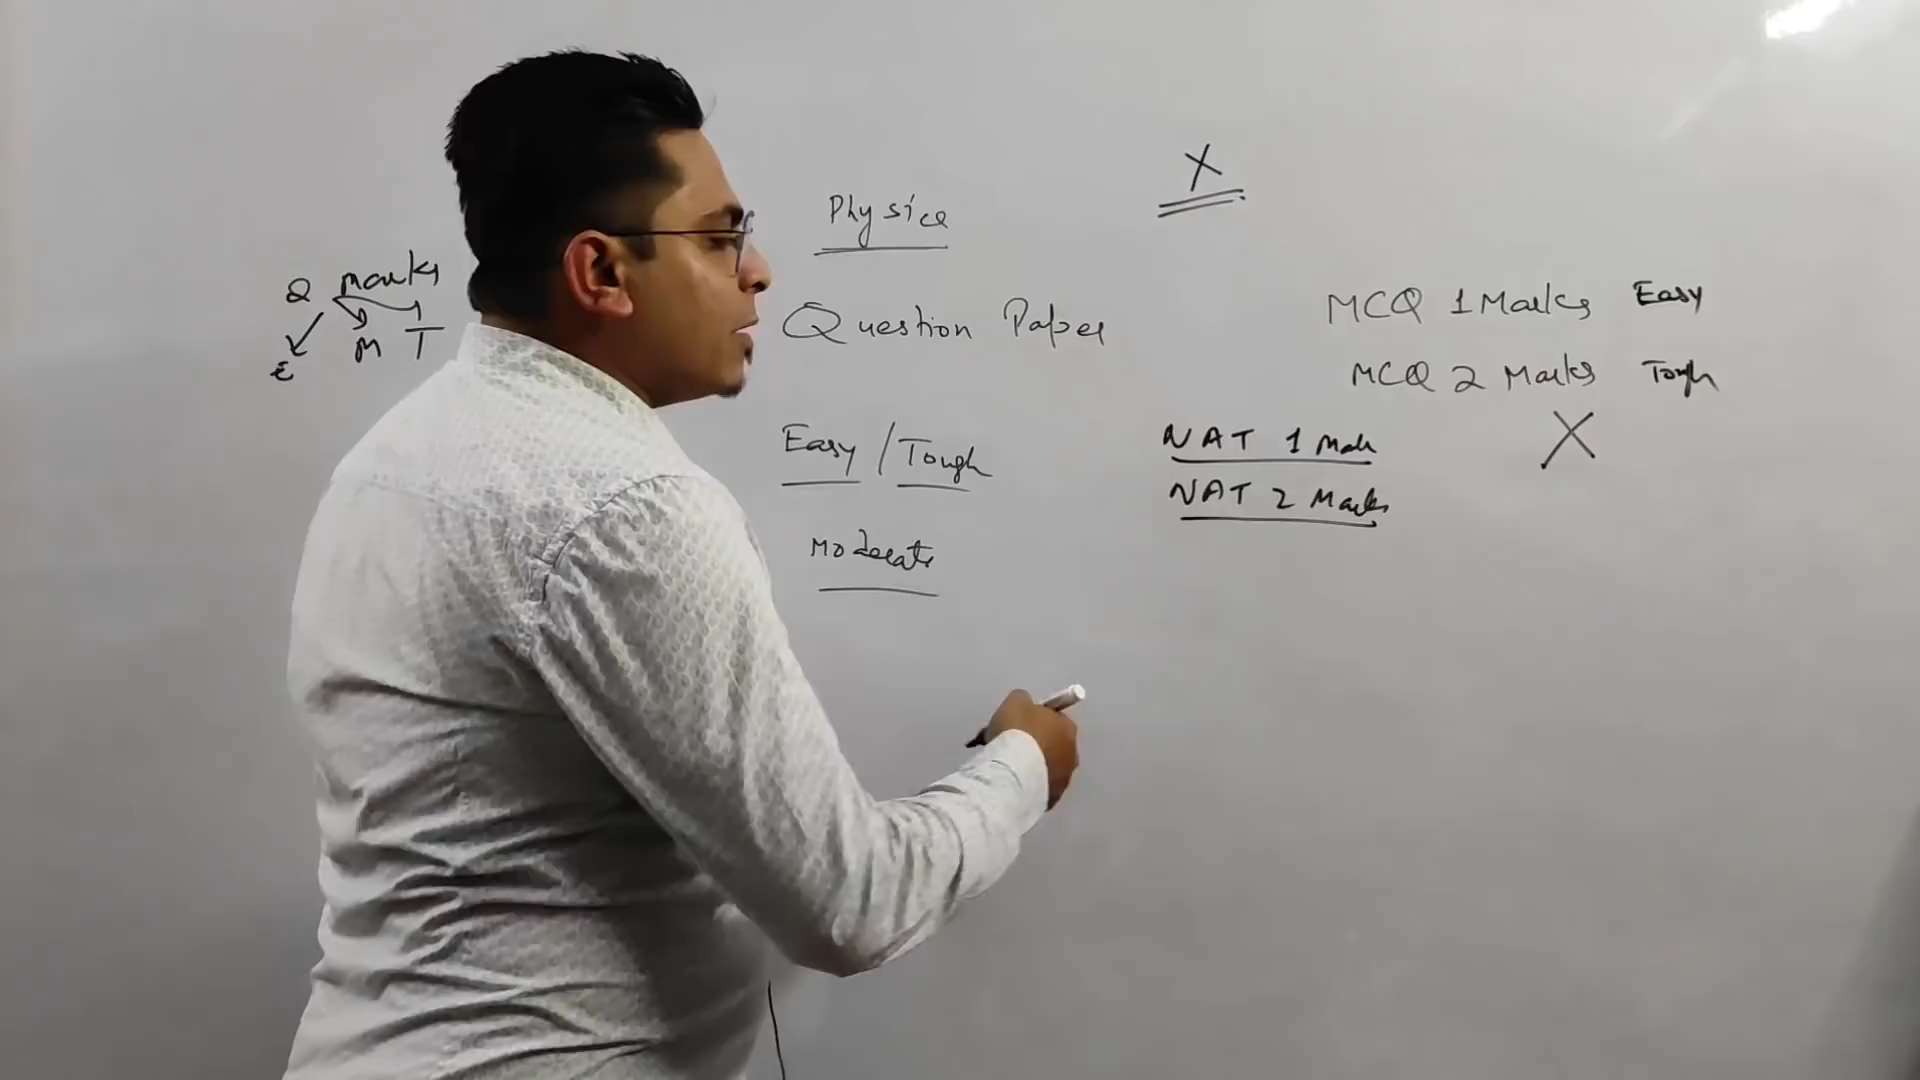 Q Marks
E M T
Physics
Question Paper
Easy / Tough
Moderate
X
MCQ 1 Marks Easy
MCQ 2 Marks Tough
X
NAT 1 Mark
NAT 2 Marks